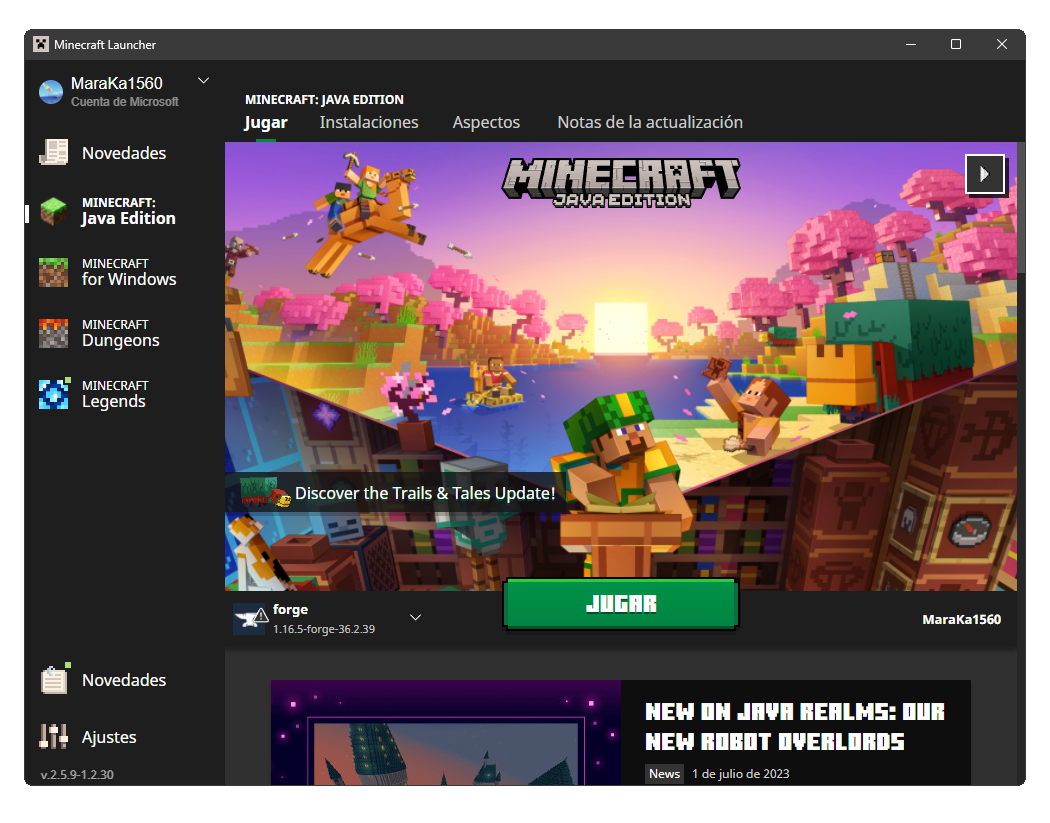 Minecraft Launcher
MaraKa1560
Cuenta de Microsoft
Novedades
MINECRAFT:
Java Edition
MINECRAFT
for Windows
MINECRAFT
Dungeons
MINECRAFT
Legends
Novedades
Ajustes
v.2.5.9-1.2.30
MINECRAFT: JAVA EDITION
Jugar Instalaciones Aspectos Notas de la actualización
MINECRAFT
JAVA EDITION
Discover the Trails & Tales Update!
forge
1.16.5-forge-36.2.39
JUGAR
MaraKa1560
NEW ON JAVA REALMS: OUR
NEW ROBOT OVERLORDS
News 1 de julio de 2023